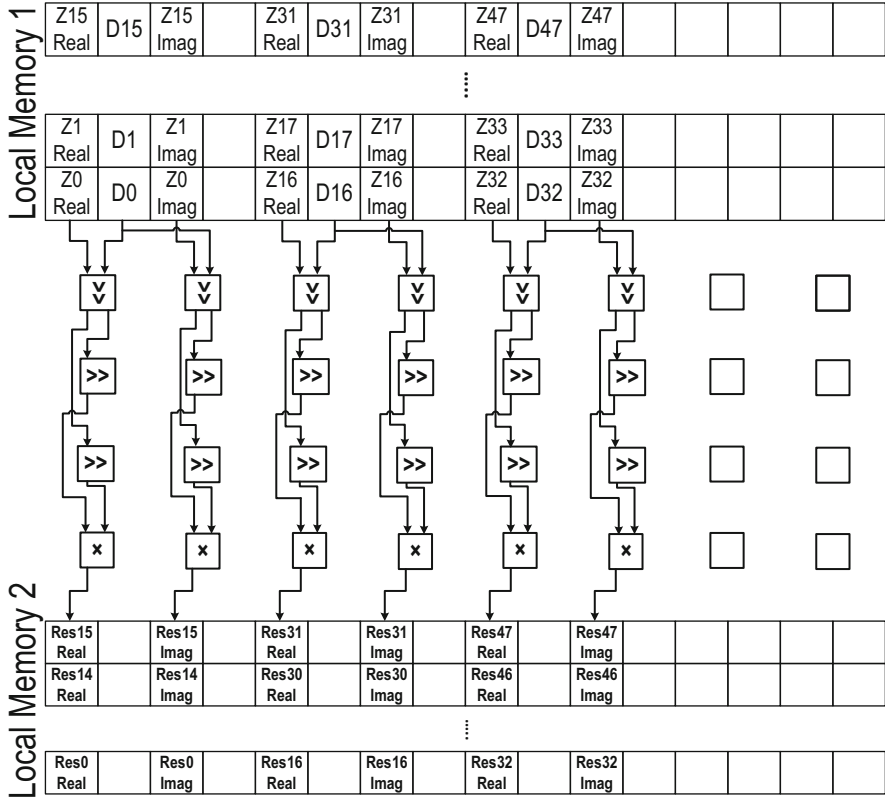 Local Memory 1
Z15 Real D15 Z15 Imag Z31 Real D31 Z31 Imag Z47 Real D47 Z47 Imag
.....
Z1 Real D1 Z1 Imag Z17 Real D17 Z17 Imag Z33 Real D33 Z33 Imag
Z0 Real D0 Z0 Imag Z16 Real D16 Z16 Imag Z32 Real D32 Z32 Imag
<< << << << << <<
>> >> >> >> >> >>
>> >> >> >> >> >>
× × × × × ×
Local Memory 2
Res15 Real Res15 Imag Res31 Real Res31 Imag Res47 Real Res47 Imag
Res14 Real Res14 Imag Res30 Real Res30 Imag Res46 Real Res46 Imag
.....
Res0 Real Res0 Imag Res16 Real Res16 Imag Res32 Real Res32 Imag